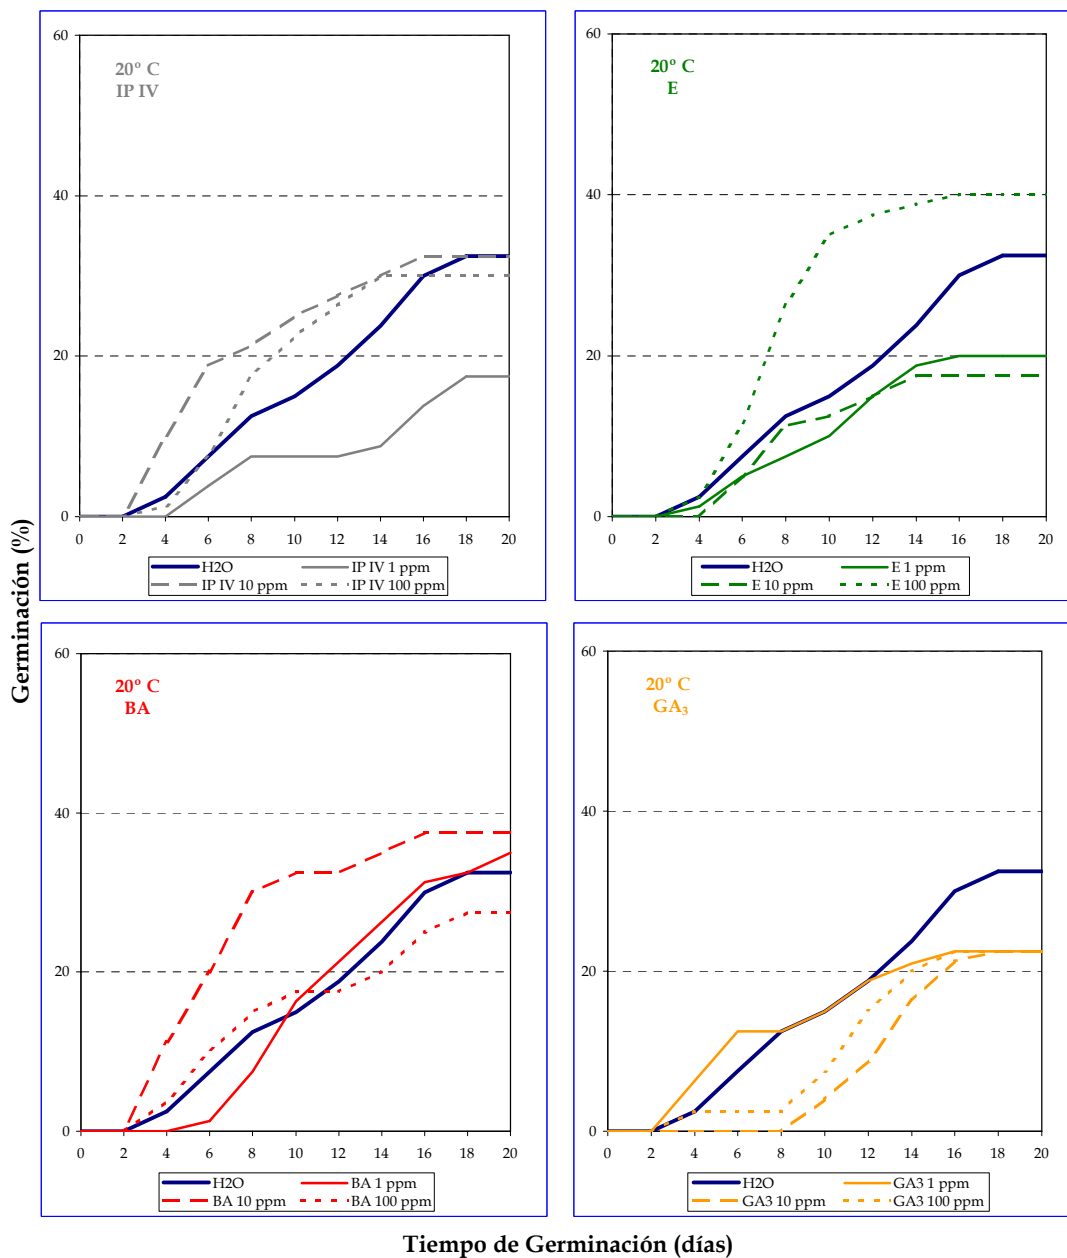 Germinación (%)
60
40
20
0
20º C
IP IV
0 2 4 6 8 10 12 14 16 18 20
H2O IP IV 1 ppm
IP IV 10 ppm IP IV 100 ppm
60
40
20
0
20º C
E
0 2 4 6 8 10 12 14 16 18 20
H2O E 1 ppm
E 10 ppm E 100 ppm
60
40
20
0
20º C
BA
0 2 4 6 8 10 12 14 16 18 20
H2O BA 1 ppm
BA 10 ppm BA 100 ppm
60
40
20
0
20º C
GA₃
0 2 4 6 8 10 12 14 16 18 20
H2O GA3 1 ppm
GA3 10 ppm GA3 100 ppm
Tiempo de Germinación (días)